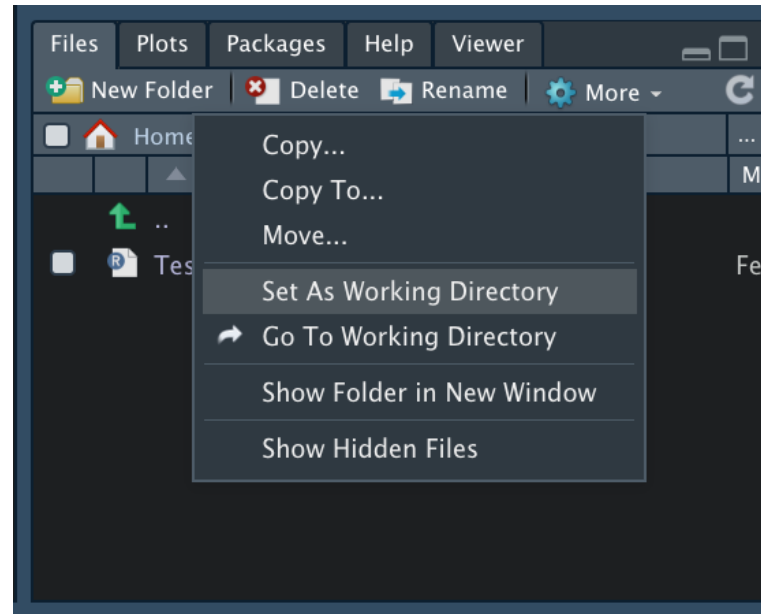 Files Plots Packages Help Viewer
New Folder Delete Rename More
Home ...
M
Copy...
Copy To...
Move...
..
Tes Fe
Set As Working Directory
Go To Working Directory
Show Folder in New Window
Show Hidden Files